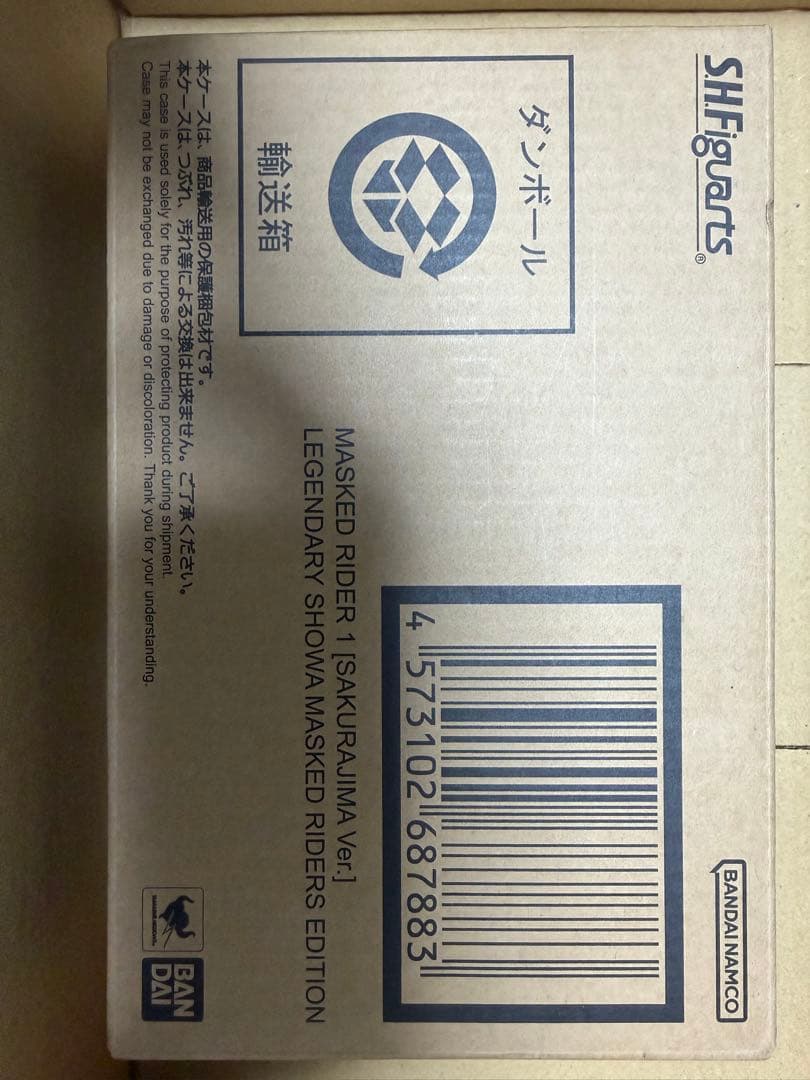 S.H.Figuarts®
ダンボール
輸送箱
4 573102 687883
MASKED RIDER 1 [SAKURAJIMA Ver.]
LEGENDARY SHOWA MASKED RIDERS EDITION
本ケースは、商品輸送用の保護梱包材です。
本ケースは、つぶれ、汚れ等による交換は出来ません。ご了承ください。
This case is used solely for the purpose of protecting product during shipment.
Case may not be exchanged due to damage or discoloration. Thank you for your understanding.
BANDAI NAMCO
BAN
DAI